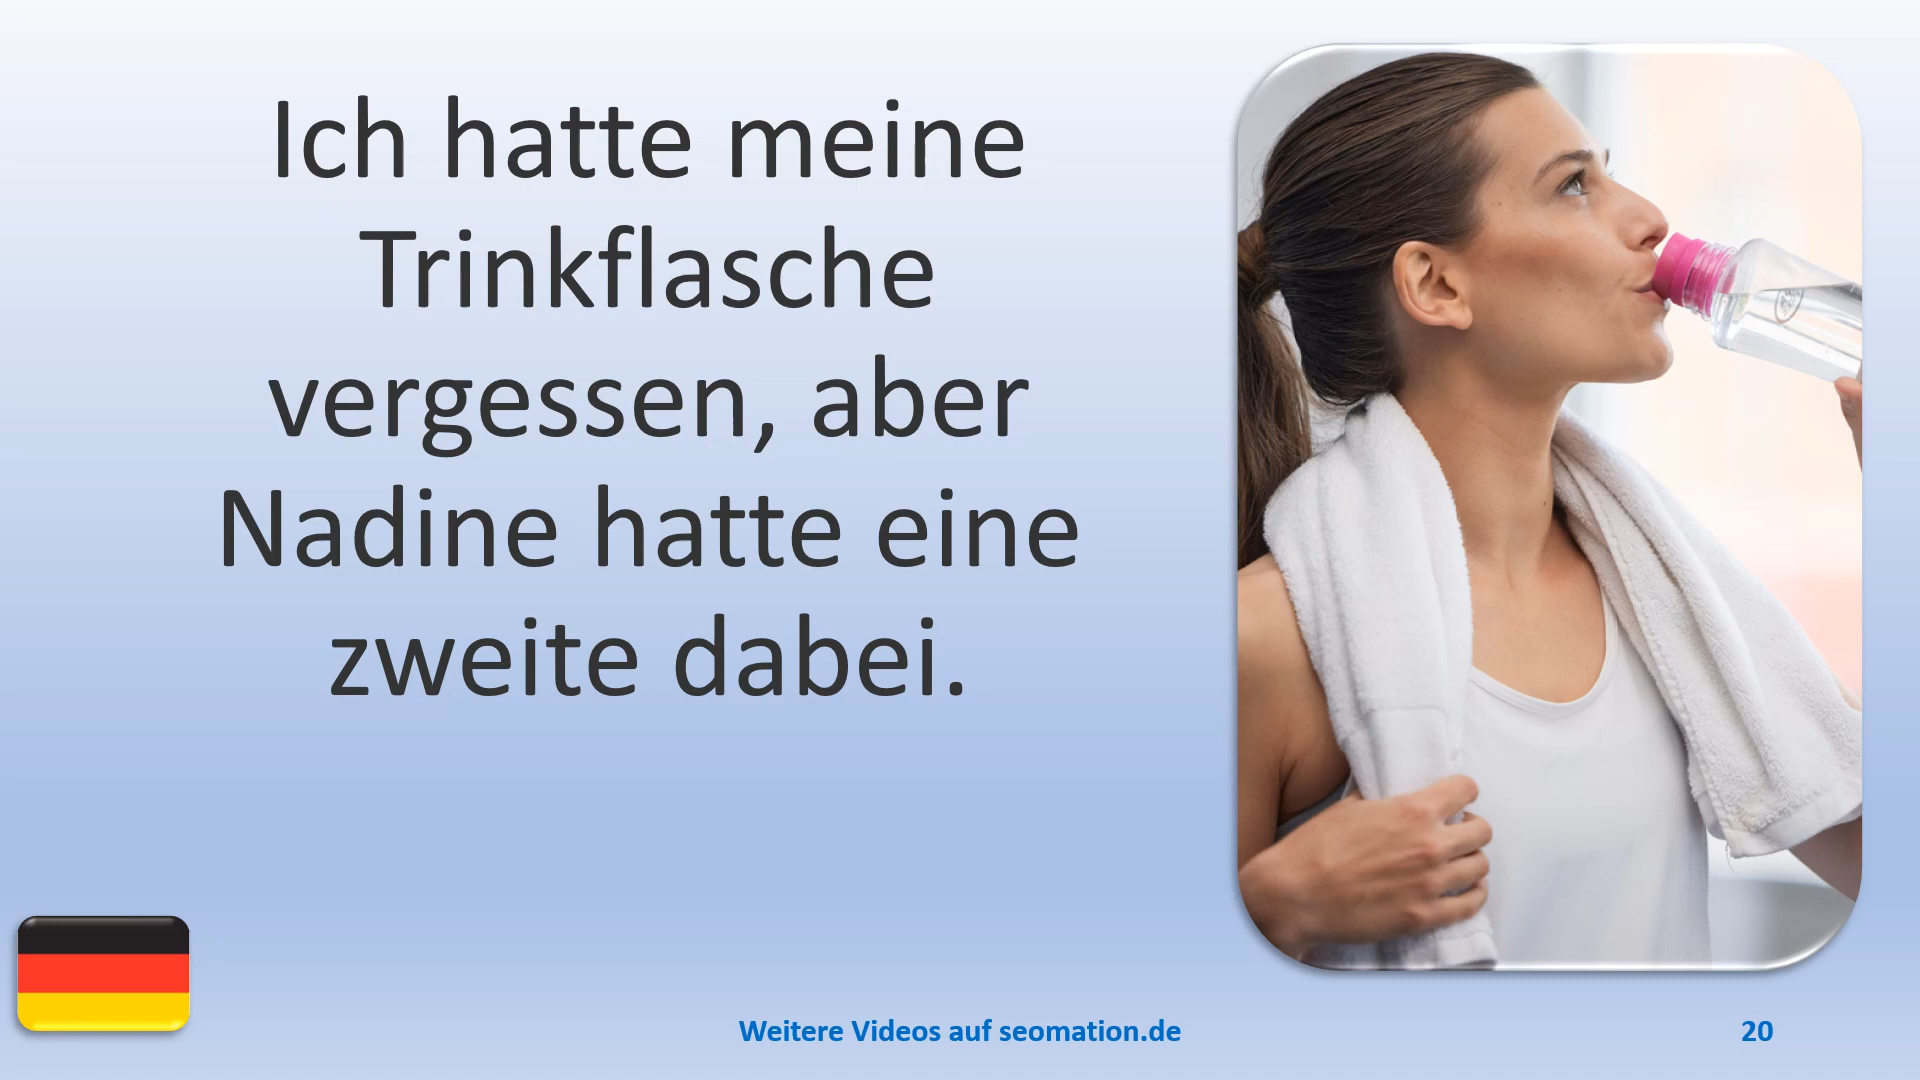 Ich hatte meine
Trinkflasche
vergessen, aber
Nadine hatte eine
zweite dabei.
Weitere Videos auf seomation.de
20